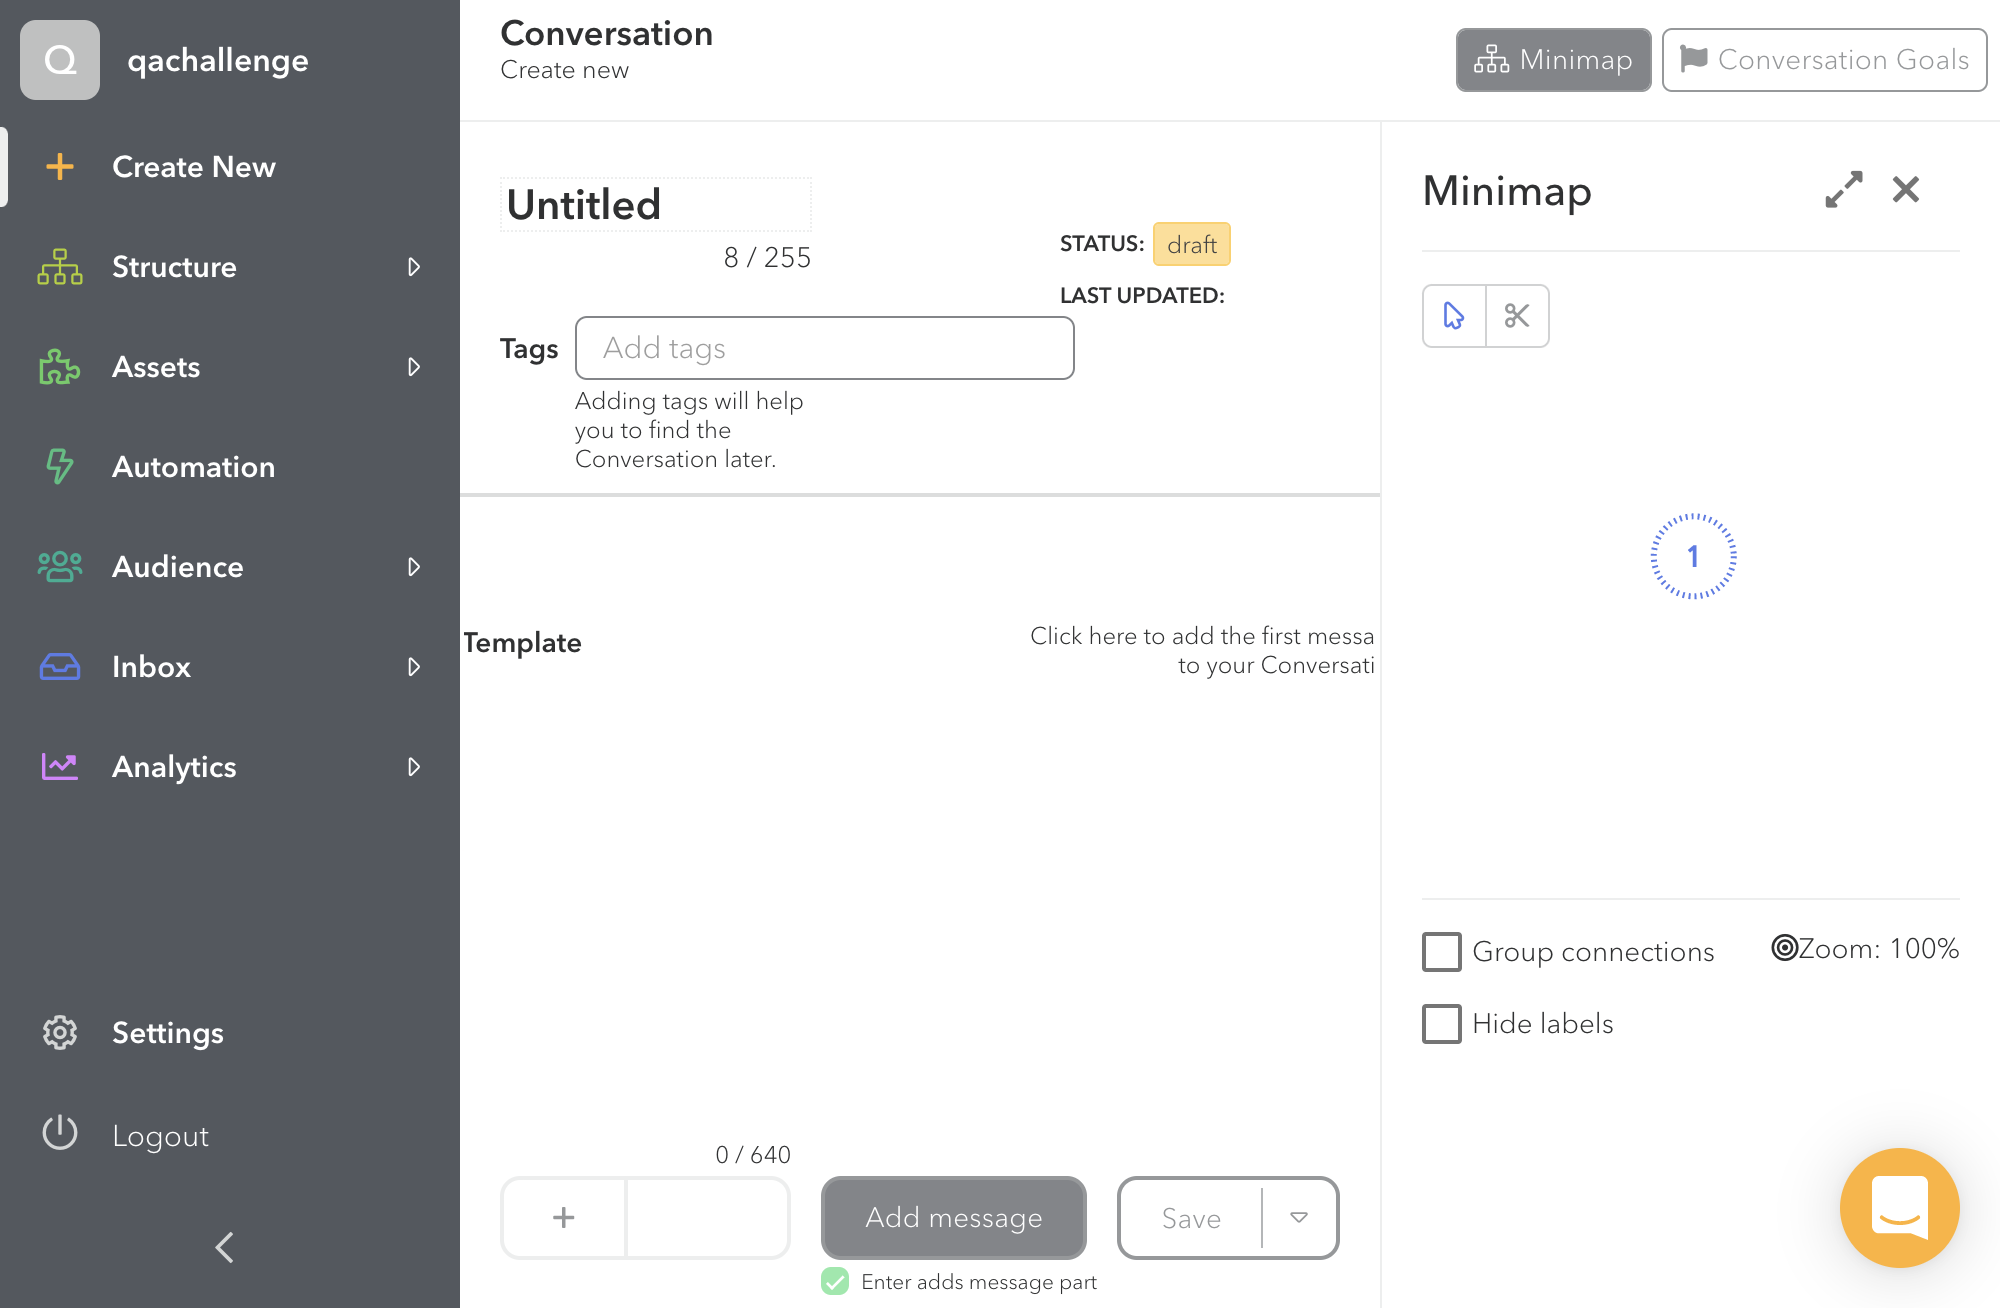 Q
qachallenge
Create New
Structure
Assets
Automation
Audience
Inbox
Analytics
Settings
Logout
Conversation
Create new
Minimap
Conversation Goals
Untitled
8 / 255
STATUS: draft
LAST UPDATED:
Tags
Add tags
Adding tags will help
you to find the
Conversation later.
Template
Click here to add the first messa
to your Conversati
0 / 640
+
Add message
Save
Enter adds message part
Minimap
1
Group connections
Zoom: 100%
Hide labels